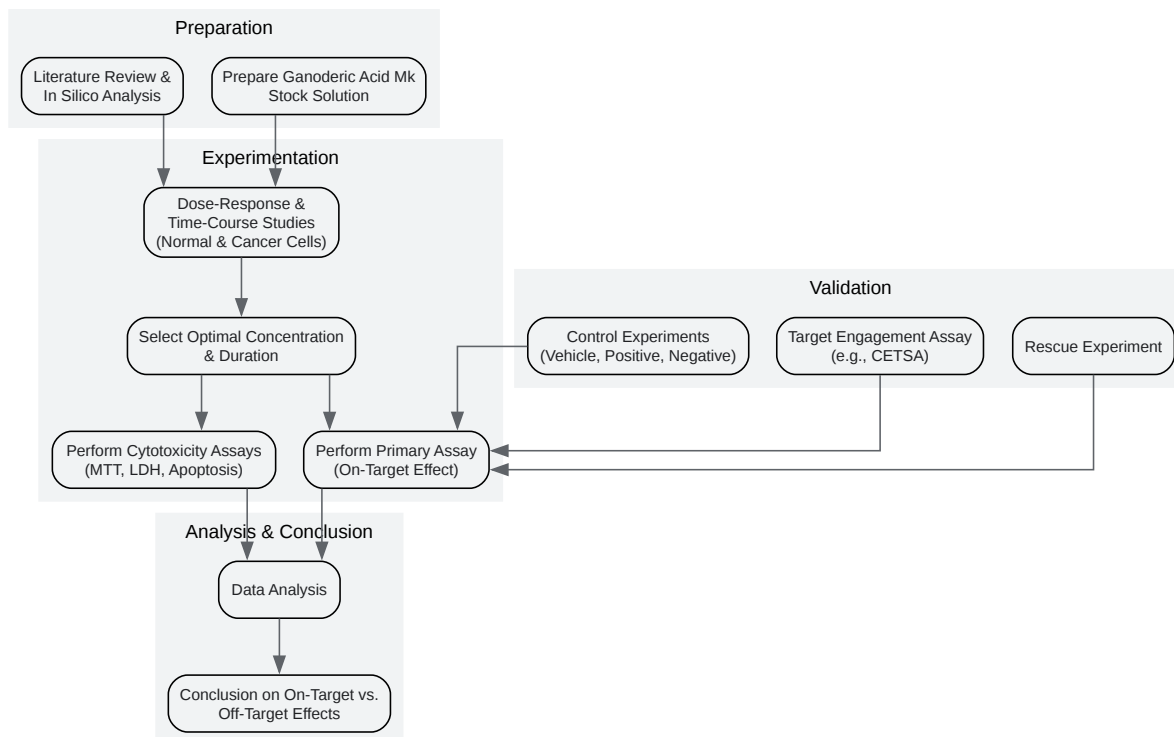 Preparation
Literature Review &
In Silico Analysis
Prepare Ganoderic Acid Mk
Stock Solution
Experimentation
Dose-Response &
Time-Course Studies
(Normal & Cancer Cells)
Select Optimal Concentration
& Duration
Perform Cytotoxicity Assays
(MTT, LDH, Apoptosis)
Perform Primary Assay
(On-Target Effect)
Validation
Control Experiments
(Vehicle, Positive, Negative)
Target Engagement Assay
(e.g., CETSA)
Rescue Experiment
Analysis & Conclusion
Data Analysis
Conclusion on On-Target vs.
Off-Target Effects